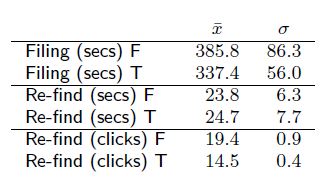 x̄ σ
Filing (secs) F 385.8 86.3
Filing (secs) T 337.4 56.0
Re-find (secs) F 23.8 6.3
Re-find (secs) T 24.7 7.7
Re-find (clicks) F 19.4 0.9
Re-find (clicks) T 14.5 0.4